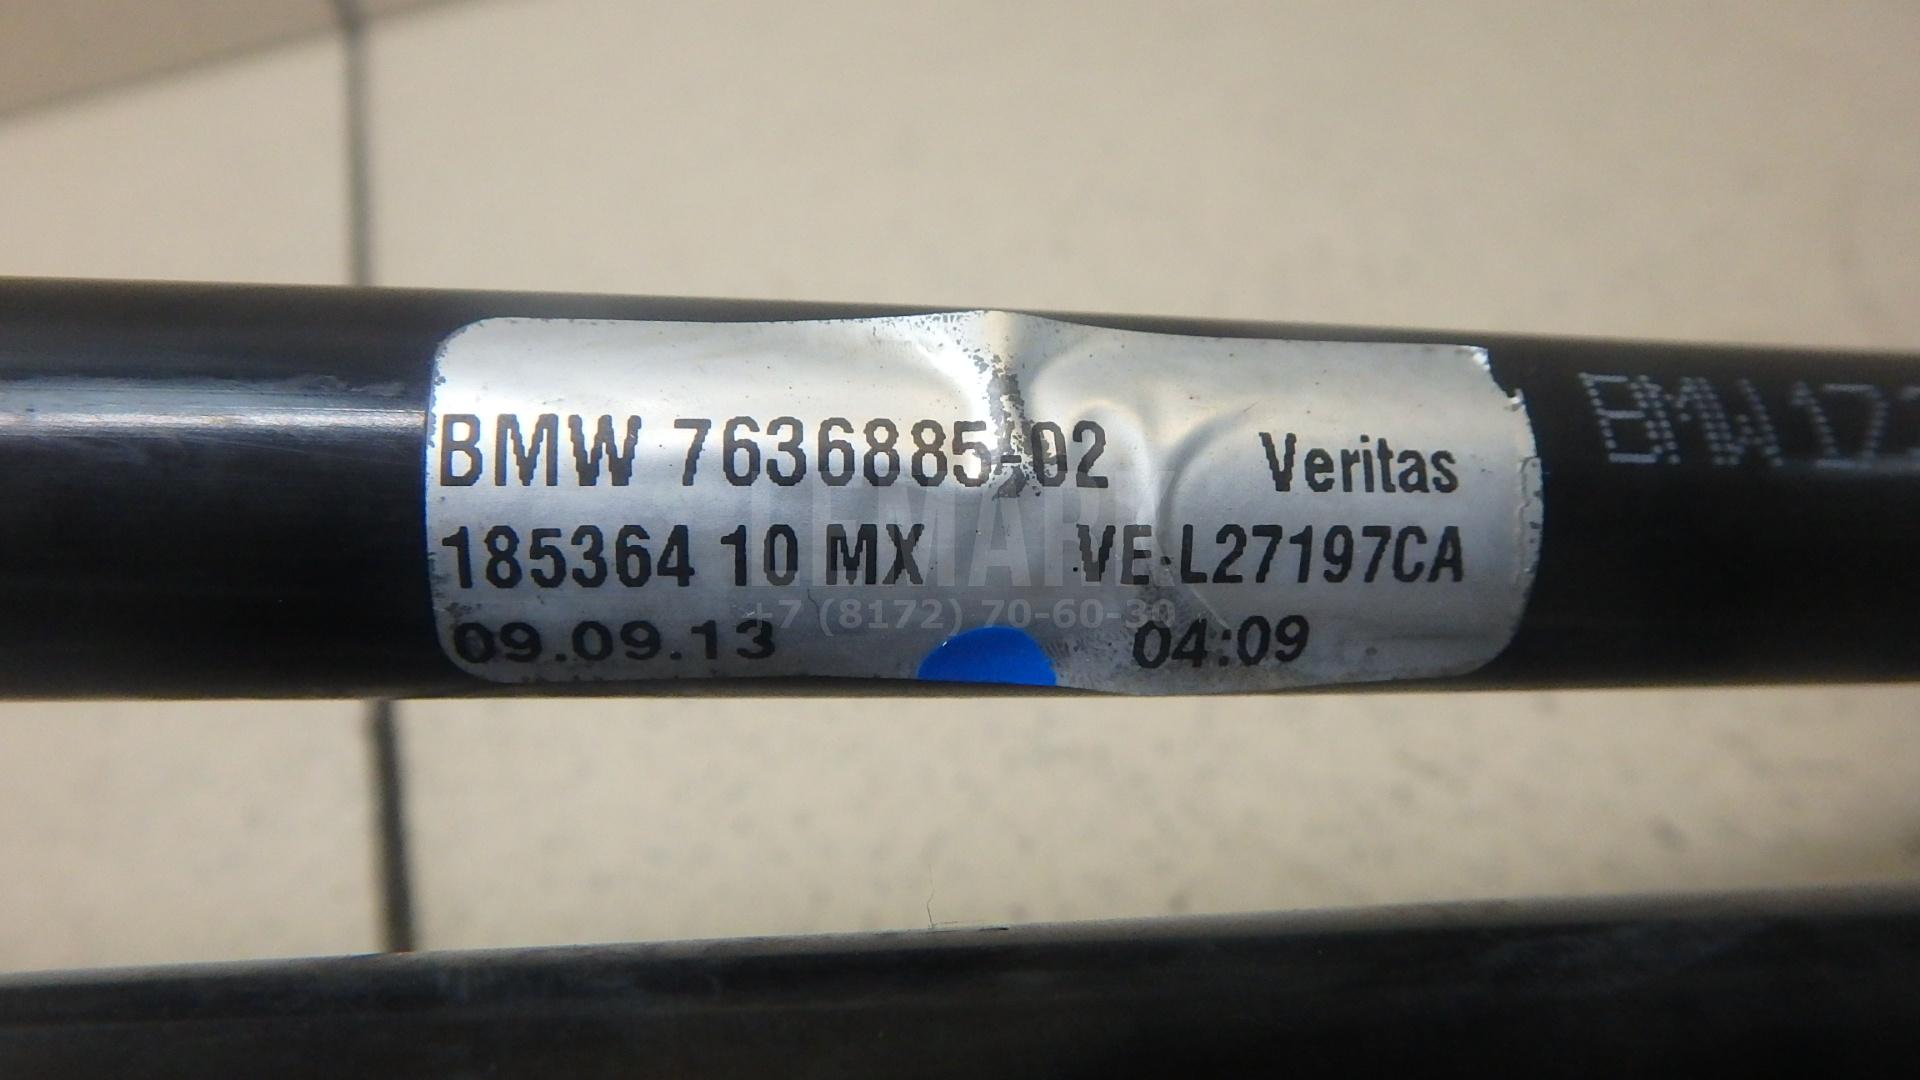 BMW 7636885-02 Veritas
185364 10 MX VE-L27197CA
+7 (8172) 70-60-30
09.09.13 04:09
BMW